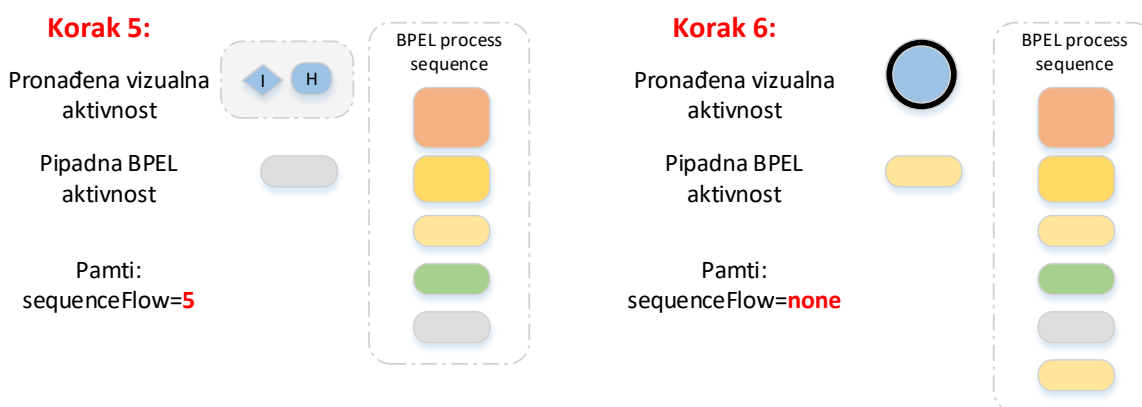 Korak 5:
Pronađena vizualna
aktivnost
I
H
BPEL process
sequence
Pipadna BPEL
aktivnost
Pamti:
sequenceFlow=5
Korak 6:
Pronađena vizualna
aktivnost
BPEL process
sequence
Pipadna BPEL
aktivnost
Pamti:
sequenceFlow=none